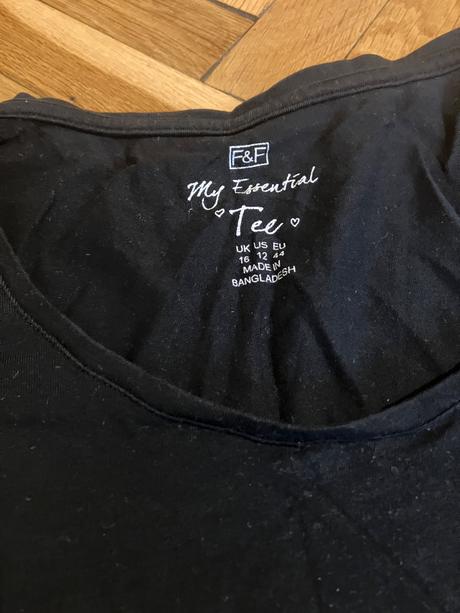 F&F
My Essential
Tee
UK US EU
16 12 44
MADE IN
BANGLADESH